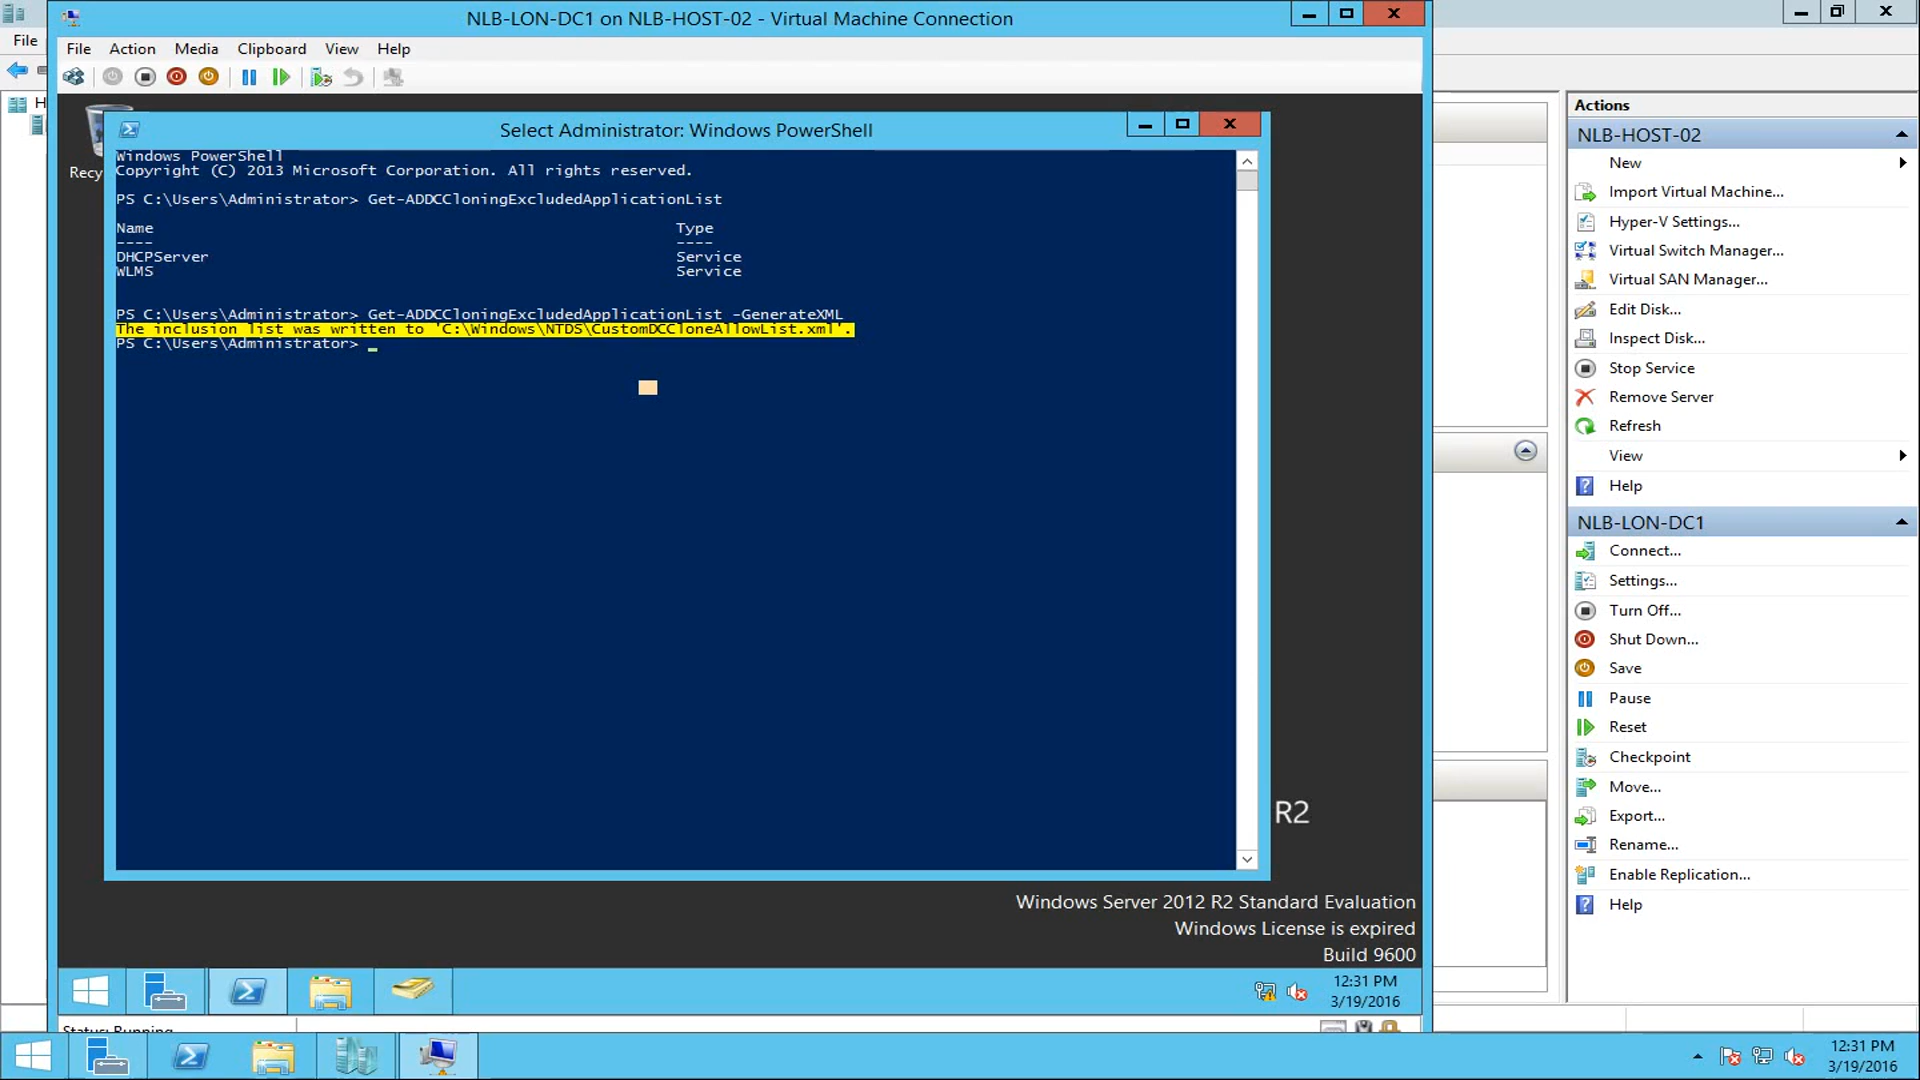 NLB-LON-DC1 on NLB-HOST-02 - Virtual Machine Connection
File
File Action Media Clipboard View Help
H
Recy
Select Administrator: Windows PowerShell
Windows PowerShell
Copyright (C) 2013 Microsoft Corporation. All rights reserved.
PS C:\Users\Administrator> Get-ADDCCloningExcludedApplicationList
Name Type
---- ----
DHCPServer Service
WLMS Service
PS C:\Users\Administrator> Get-ADDCCloningExcludedApplicationList -GenerateXML
The inclusion list was written to 'C:\Windows\NTDS\CustomDCCloneAllowList.xml'.
PS C:\Users\Administrator> _
R2
Windows Server 2012 R2 Standard Evaluation
Windows License is expired
Build 9600
12:31 PM
3/19/2016
Status: Running
Actions
NLB-HOST-02
New
Import Virtual Machine...
Hyper-V Settings...
Virtual Switch Manager...
Virtual SAN Manager...
Edit Disk...
Inspect Disk...
Stop Service
Remove Server
Refresh
View
Help
NLB-LON-DC1
Connect...
Settings...
Turn Off...
Shut Down...
Save
Pause
Reset
Checkpoint
Move...
Export...
Rename...
Enable Replication...
Help
12:31 PM
3/19/2016